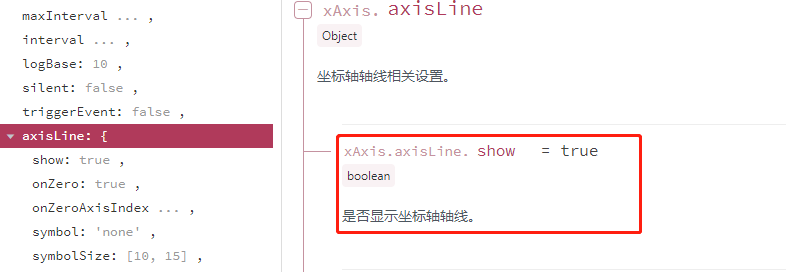 maxInterval ... ,
interval ... ,
logBase: 10 ,
silent: false ,
triggerEvent: false ,
axisLine: {
show: true ,
onZero: true ,
onZeroAxisIndex ... ,
symbol: 'none' ,
symbolSize: [10, 15] ,
xAxis. axisLine
Object
坐标轴轴线相关设置。
xAxis.axisLine. show = true
boolean
是否显示坐标轴轴线。